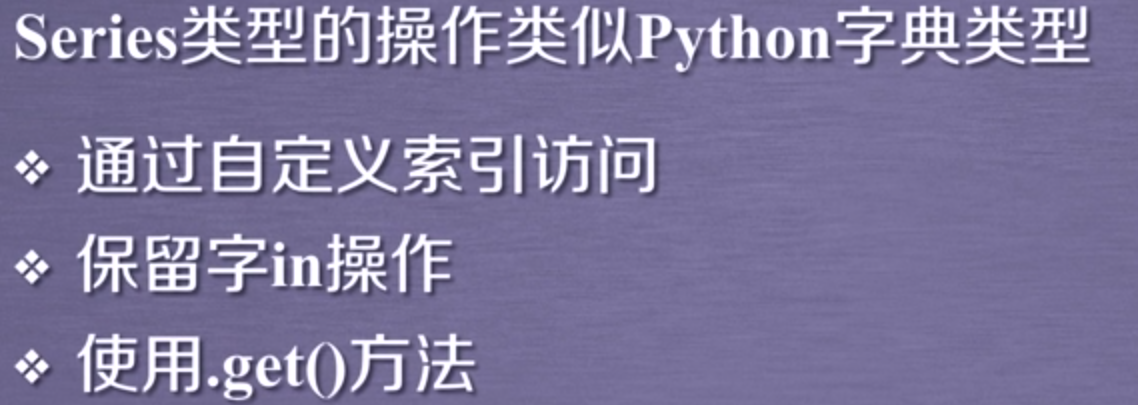 Series类型的操作类似Python字典类型
❖ 通过自定义索引访问
❖ 保留字in操作
❖ 使用.get()方法